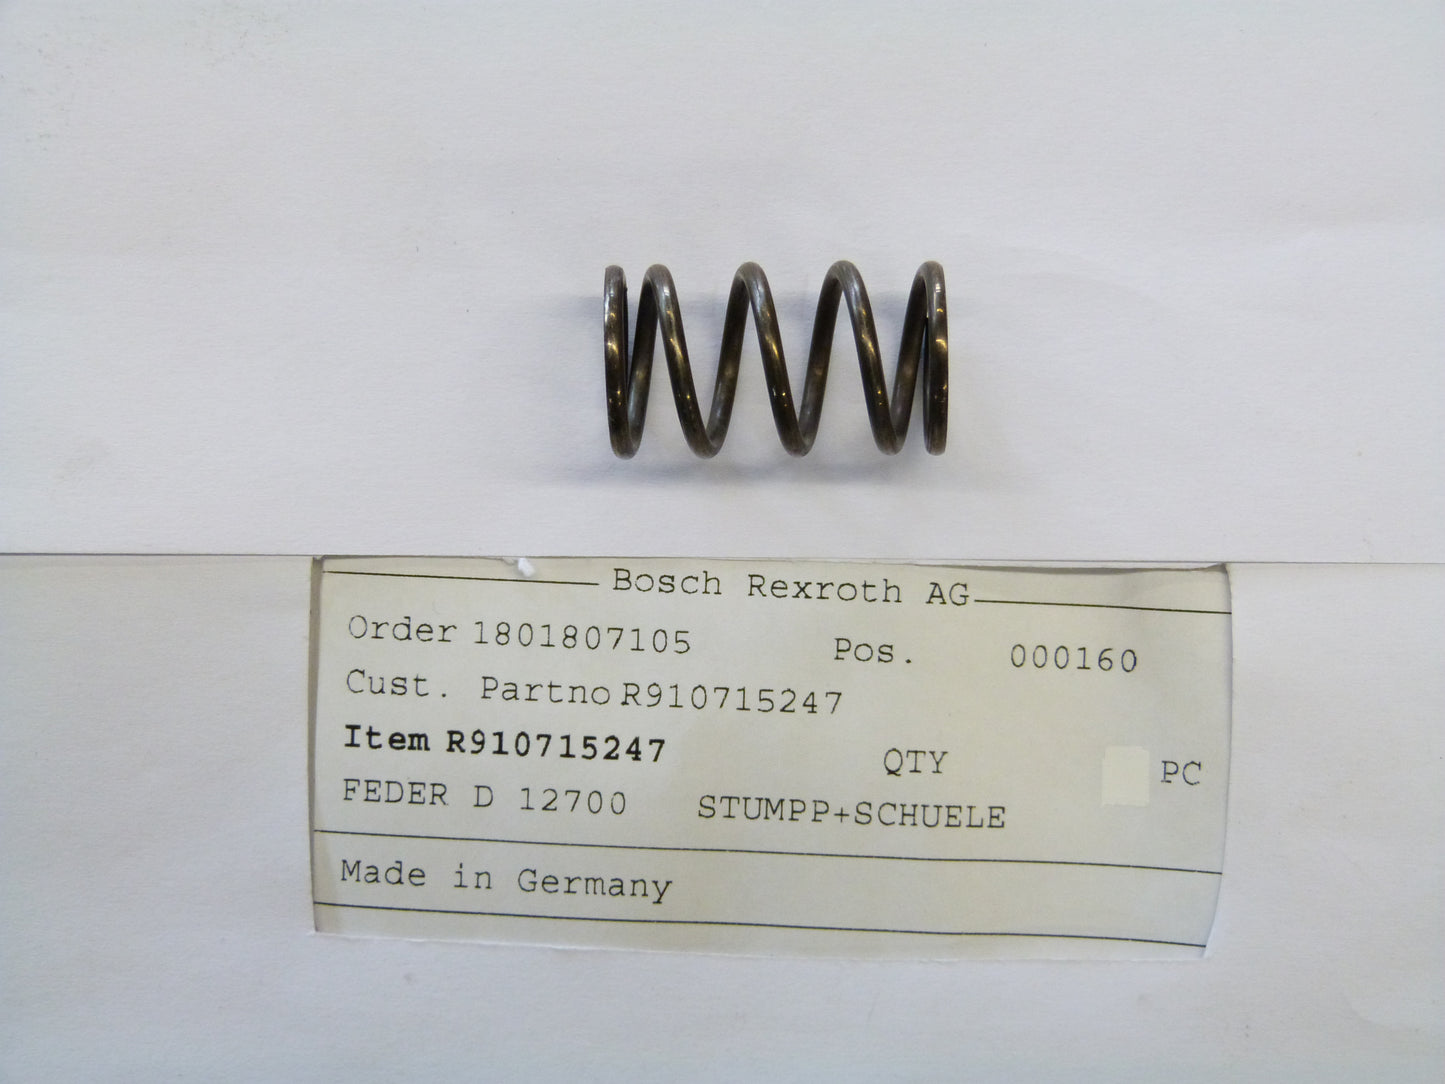 Bosch Rexroth AG
Order 1801807105 Pos. 000160
Cust. Partno R910715247
Item R910715247 QTY PC
FEDER D 12700 STUMPP+SCHUELE
Made in Germany